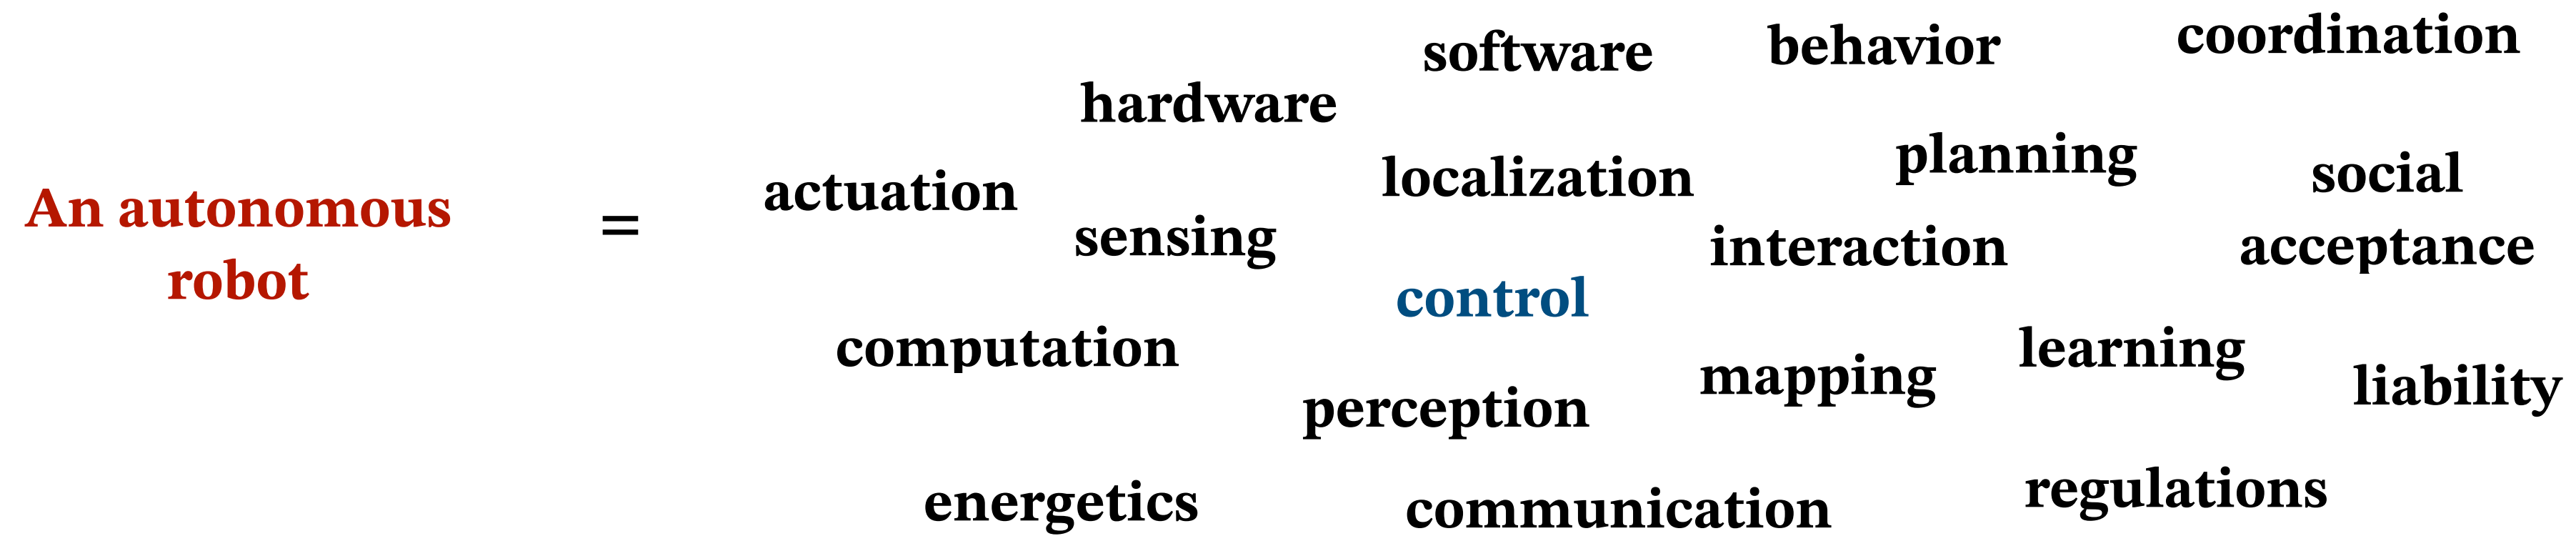 An autonomous
robot
=
software
behavior
coordination
hardware
actuation
localization
planning
social
acceptance
sensing
interaction
control
computation
perception
mapping
learning
liability
energetics
communication
regulations